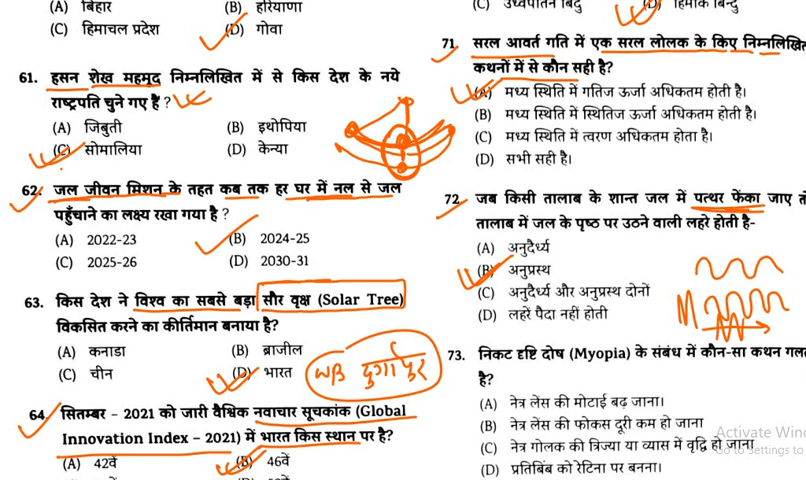 (A) बिहार
(B) हरियाणा
(C) हिमाचल प्रदेश
(D) गोवा
61. हसन शेख महमूद निम्नलिखित में से किस देश के नये
राष्ट्रपति चुने गए हैं ?
(A) जिबुती
(B) इथोपिया
(C) सोमालिया
(D) केन्या
62. जल जीवन मिशन के तहत कब तक हर घर में नल से जल
पहुँचाने का लक्ष्य रखा गया है ?
(A) 2022-23
(B) 2024-25
(C) 2025-26
(D) 2030-31
63. किस देश ने विश्व का सबसे बड़ा सौर वृक्ष (Solar Tree)
विकसित करने का कीर्तिमान बनाया है?
(A) कनाडा
(B) ब्राजील
(C) चीन
(D) भारत
WB दुर्गापुर
64. सितम्बर - 2021 को जारी वैश्विक नवाचार सूचकांक (Global
Innovation Index - 2021) में भारत किस स्थान पर है?
(A) 42वें
(B) 46वें
(C) उर्ध्वपातन बिंदु
(D) हिमांक बिन्दु
71. सरल आवर्त गति में एक सरल लोलक के किए निम्नलिखित
कथनों में से कौन सही है?
(A) मध्य स्थिति में गतिज ऊर्जा अधिकतम होती है।
(B) मध्य स्थिति में स्थितिज ऊर्जा अधिकतम होती है।
(C) मध्य स्थिति में त्वरण अधिकतम होता है।
(D) सभी सही है।
72. जब किसी तालाब के शान्त जल में पत्थर फेंका जाए तो
तालाब में जल के पृष्ठ पर उठने वाली लहरे होती है-
(A) अनुदैर्ध्य
(B) अनुप्रस्थ
(C) अनुदैर्ध्य और अनुप्रस्थ दोनों
(D) लहरें पैदा नहीं होती
73. निकट दृष्टि दोष (Myopia) के संबंध में कौन-सा कथन गलत
है?
(A) नेत्र लेंस की मोटाई बढ़ जाना।
(B) नेत्र लेंस की फोकस दूरी कम हो जाना
(C) नेत्र गोलक की त्रिज्या या व्यास में वृद्धि हो जाना
(D) प्रतिबिंब को रेटिना पर बनना।
Activate Win
Go to Settings to